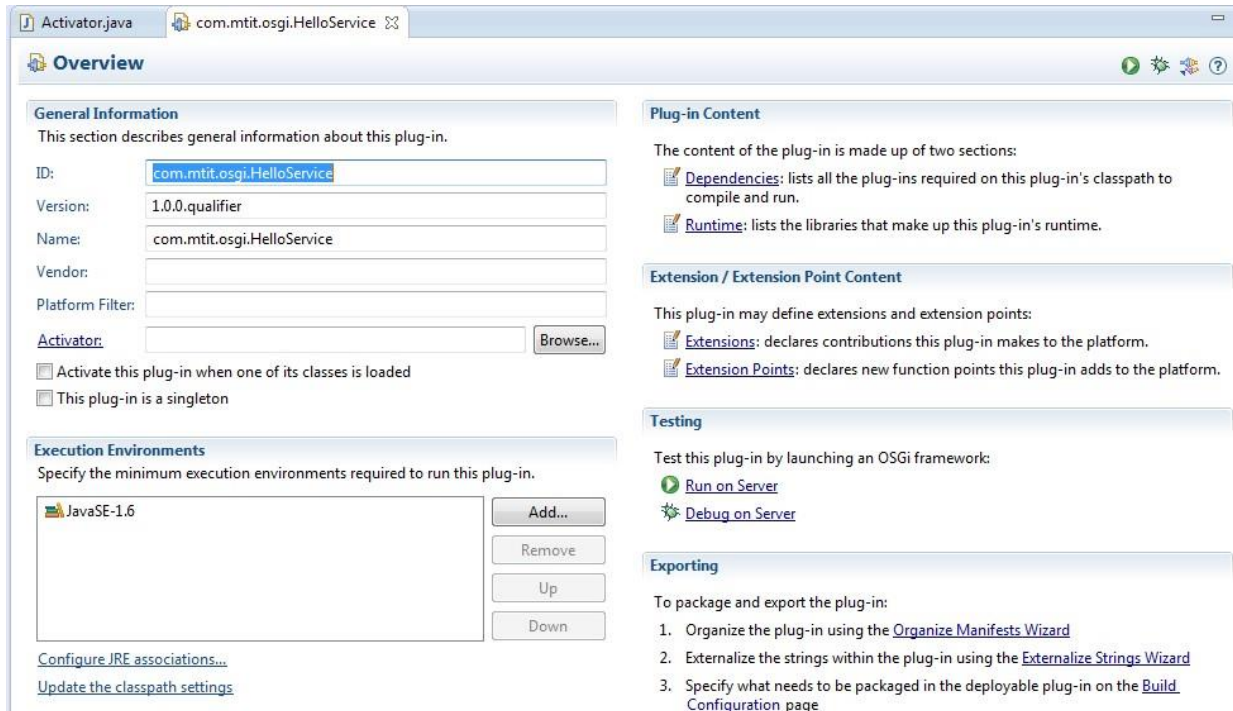 Activator.java
com.mtit.osgi.HelloService
Overview
General Information
This section describes general information about this plug-in.
ID: com.mtit.osgi.HelloService
Version: 1.0.0.qualifier
Name: com.mtit.osgi.HelloService
Vendor:
Platform Filter:
Activator: Browse...
Activate this plug-in when one of its classes is loaded
This plug-in is a singleton
Execution Environments
Specify the minimum execution environments required to run this plug-in.
JavaSE-1.6
Add...
Remove
Up
Down
Configure JRE associations...
Update the classpath settings
Plug-in Content
The content of the plug-in is made up of two sections:
Dependencies: lists all the plug-ins required on this plug-in's classpath to
compile and run.
Runtime: lists the libraries that make up this plug-in's runtime.
Extension / Extension Point Content
This plug-in may define extensions and extension points:
Extensions: declares contributions this plug-in makes to the platform.
Extension Points: declares new function points this plug-in adds to the platform.
Testing
Test this plug-in by launching an OSGi framework:
Run on Server
Debug on Server
Exporting
To package and export the plug-in:
1. Organize the plug-in using the Organize Manifests Wizard
2. Externalize the strings within the plug-in using the Externalize Strings Wizard
3. Specify what needs to be packaged in the deployable plug-in on the Build
Configuration page